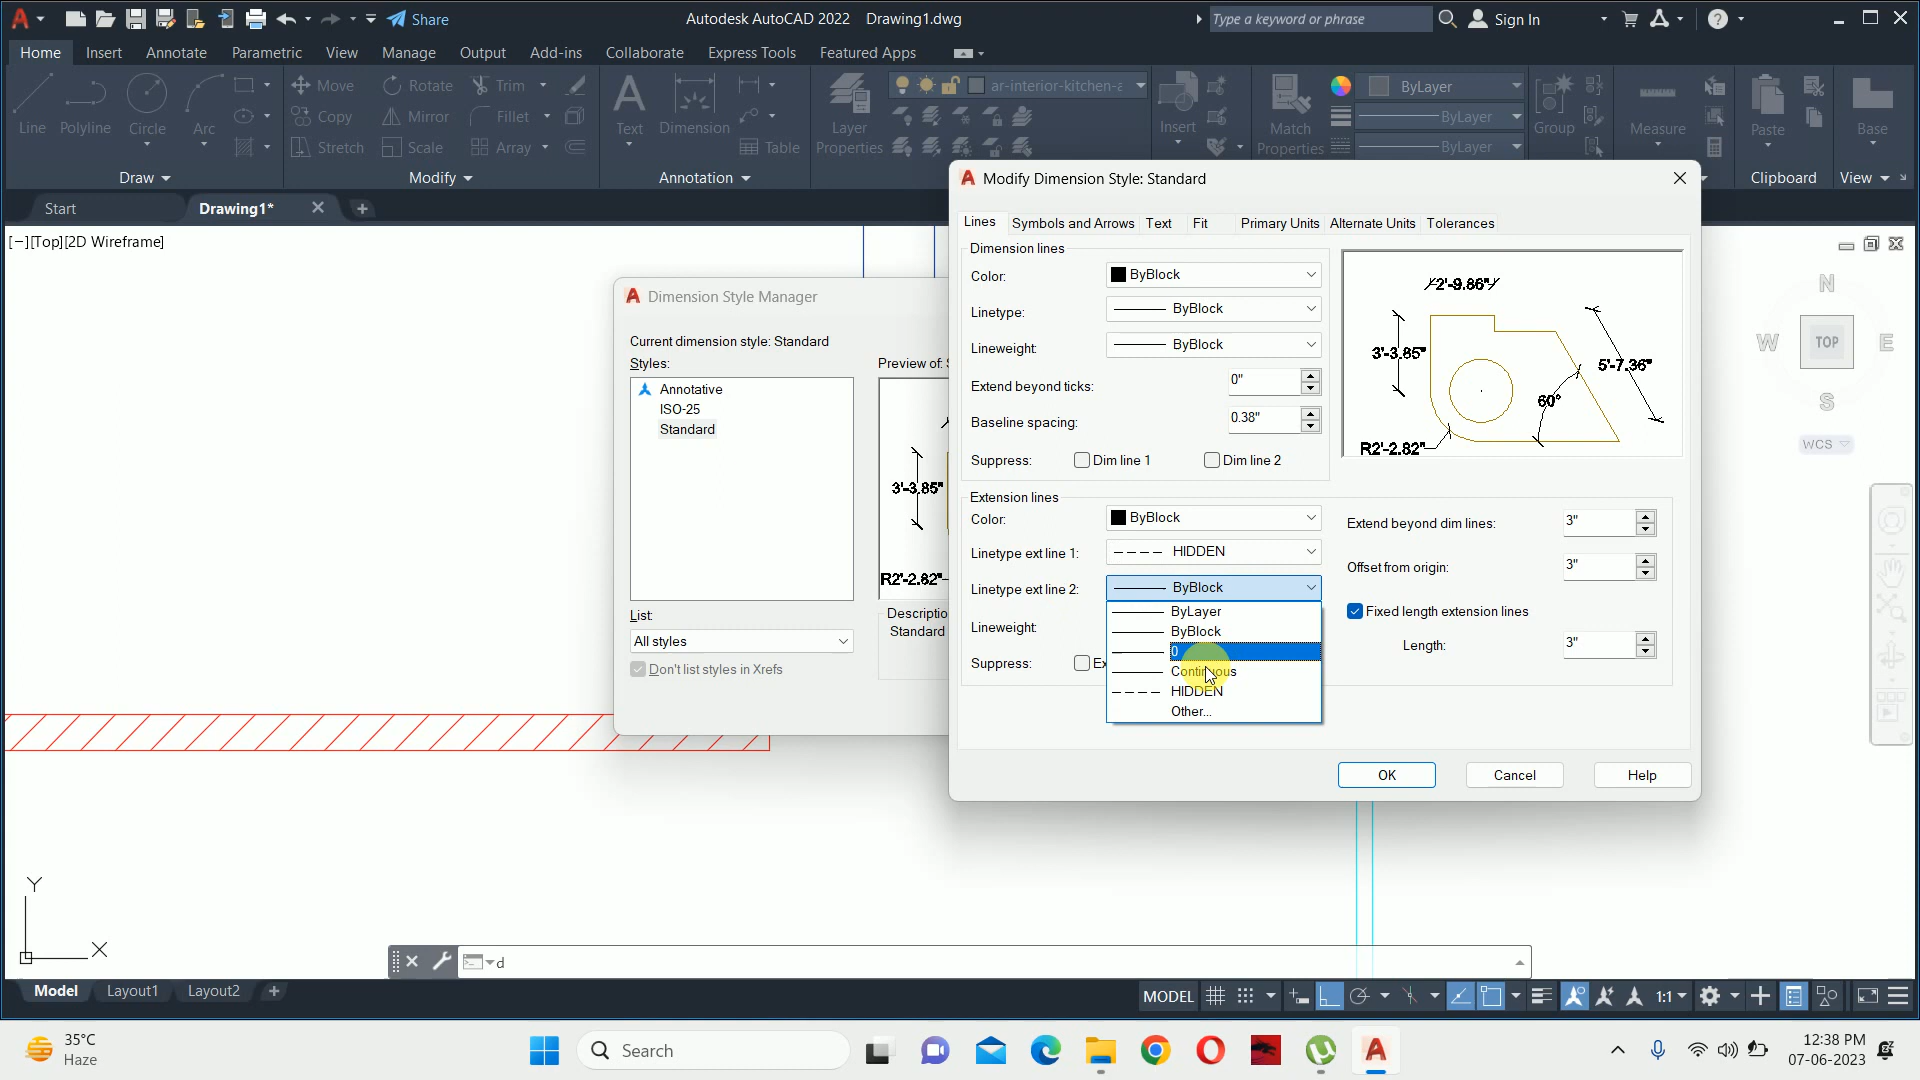 Share
Autodesk AutoCAD 2022 Drawing1.dwg
Type a keyword or phrase
Sign In
Home Insert Annotate Parametric View Manage Output Add-ins Collaborate Express Tools Featured Apps
Line Polyline Circle Arc
Move Rotate Trim
Copy Mirror Fillet
Stretch Scale Array
Text Dimension Table
Layer Properties
ar-interior-kitchen-
Insert
Match Properties
ByLayer
ByLayer
ByLayer
Group
Measure
Paste
Base
Draw Modify Annotation Clipboard View
Start Drawing1*
[−][Top][2D Wireframe]
Dimension Style Manager
Current dimension style: Standard
Styles:
Annotative
ISO-25
Standard
Preview of:
3'-3.85"
R2'-2.82"
List:
All styles
Don't list styles in Xrefs
Descriptio
Standard
Modify Dimension Style: Standard
Lines Symbols and Arrows Text Fit Primary Units Alternate Units Tolerances
Dimension lines
Color: ByBlock
Linetype: ByBlock
Lineweight: ByBlock
Extend beyond ticks: 0"
Baseline spacing: 0.38"
Suppress: Dim line 1 Dim line 2
2'-9.86"
3'-3.85"
5'-7.36"
60°
R2'-2.82"
Extension lines
Color: ByBlock
Linetype ext line 1: HIDDEN
Linetype ext line 2: ByBlock
Lineweight:
Suppress: Ex
ByLayer
ByBlock
0
Continuous
HIDDEN
Other...
Extend beyond dim lines: 3"
Offset from origin: 3"
Fixed length extension lines
Length: 3"
OK Cancel Help
N
W TOP E
S
WCS
Y
X
d
Model Layout1 Layout2
MODEL 1:1
35°C
Haze
Search
12:38 PM
07-06-2023